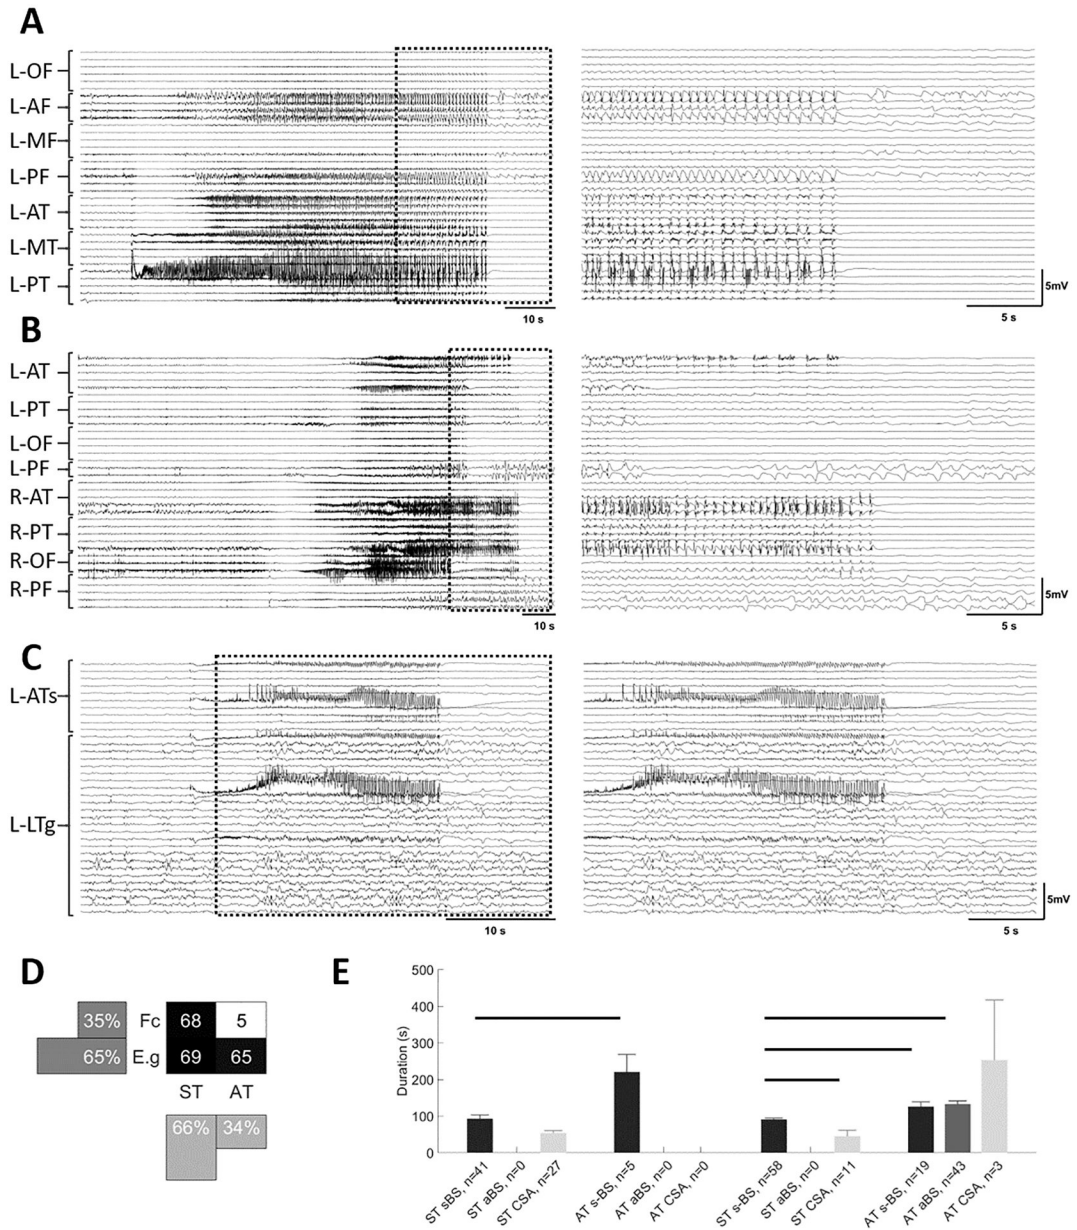 A
L-OF
L-AF
L-MF
L-PF
L-AT
L-MT
L-PT
10 s
5 s
5mV
B
L-AT
L-PT
L-OF
L-PF
R-AT
R-PT
R-OF
R-PF
10 s
5 s
5mV
C
L-ATs
L-LTg
10 s
5 s
5mV
D
35% Fc 68 5
65% E.g 69 65
ST AT
66% 34%
E
Duration (s)
500
400
300
200
100
0
ST sBS, n=41
ST aBS, n=0
ST CSA, n=27
AT s-BS, n=5
AT aBS, n=0
AT CSA, n=0
ST s-BS, n=58
ST aBS, n=0
ST CSA, n=11
AT s-BS, n=19
AT aBS, n=43
AT CSA, n=3